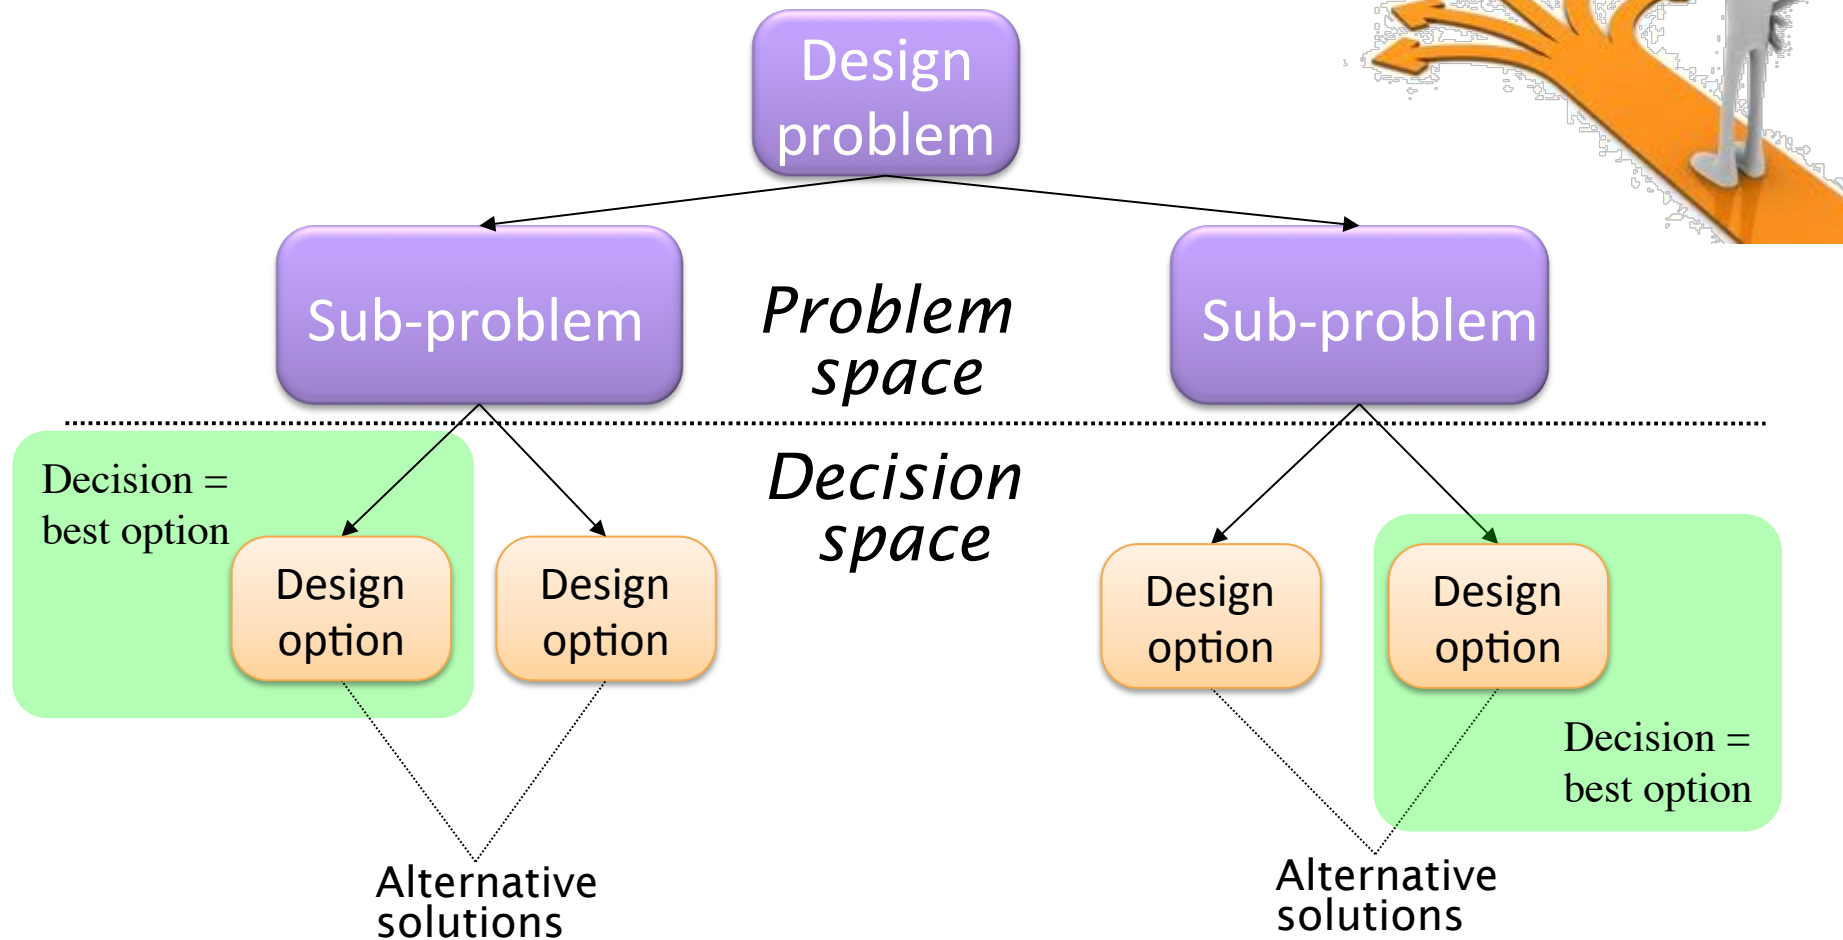 Design
problem
Sub-problem
Problem
space
Sub-problem
Decision =
best option
Decision
space
Design
option
Design
option
Design
option
Design
option
Decision =
best option
Alternative
solutions
Alternative
solutions